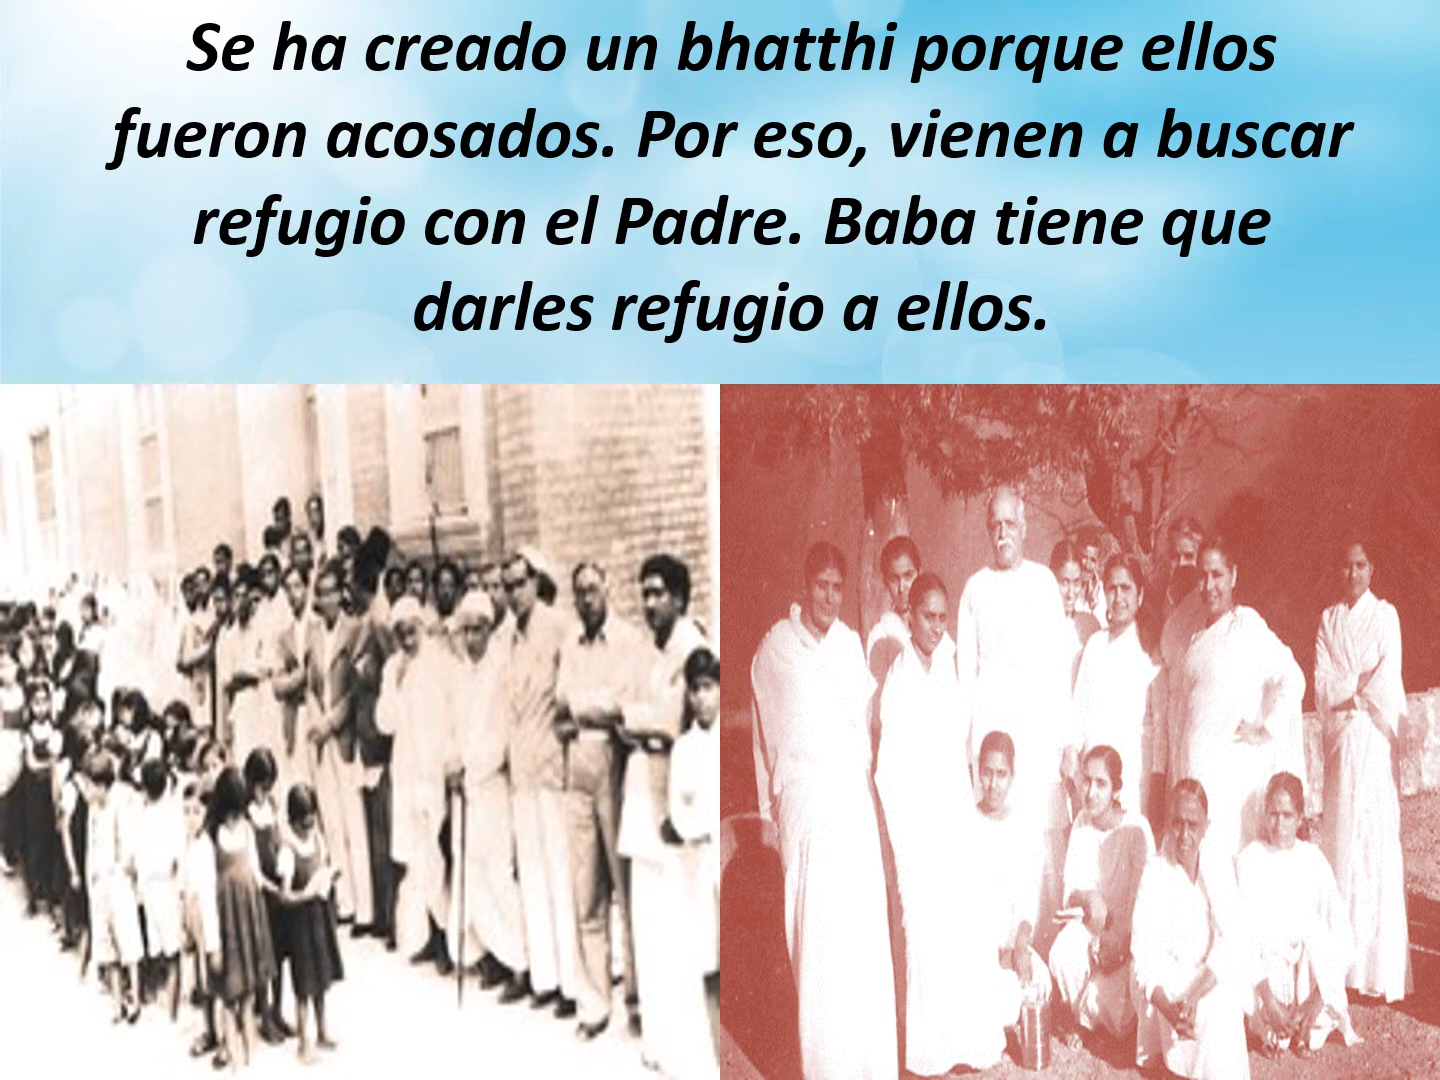 Se ha creado un bhatthi porque ellos
fueron acosados. Por eso, vienen a buscar
refugio con el Padre. Baba tiene que
darles refugio a ellos.